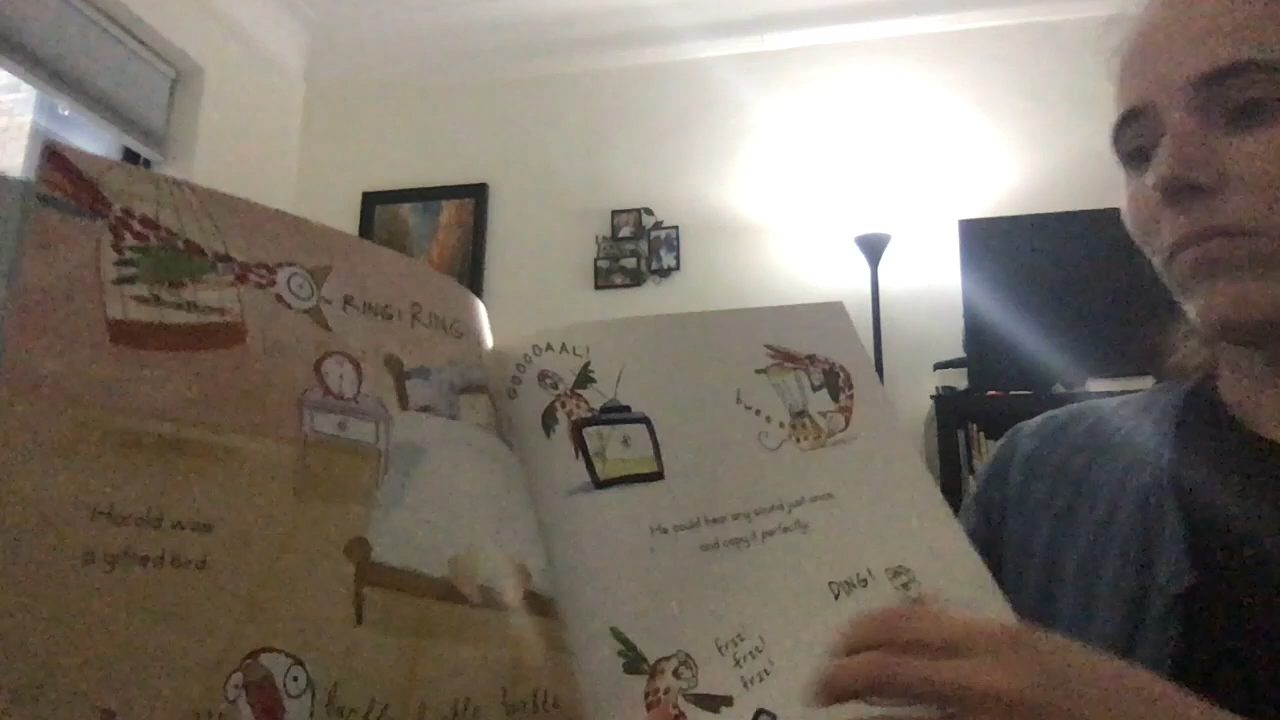 RING! RING
Harold was
a gifted bird.
GOOOOAAL!
He could hear any sound just once
and copy it perfectly.
DING!
frzz!
frzz!
frzz!